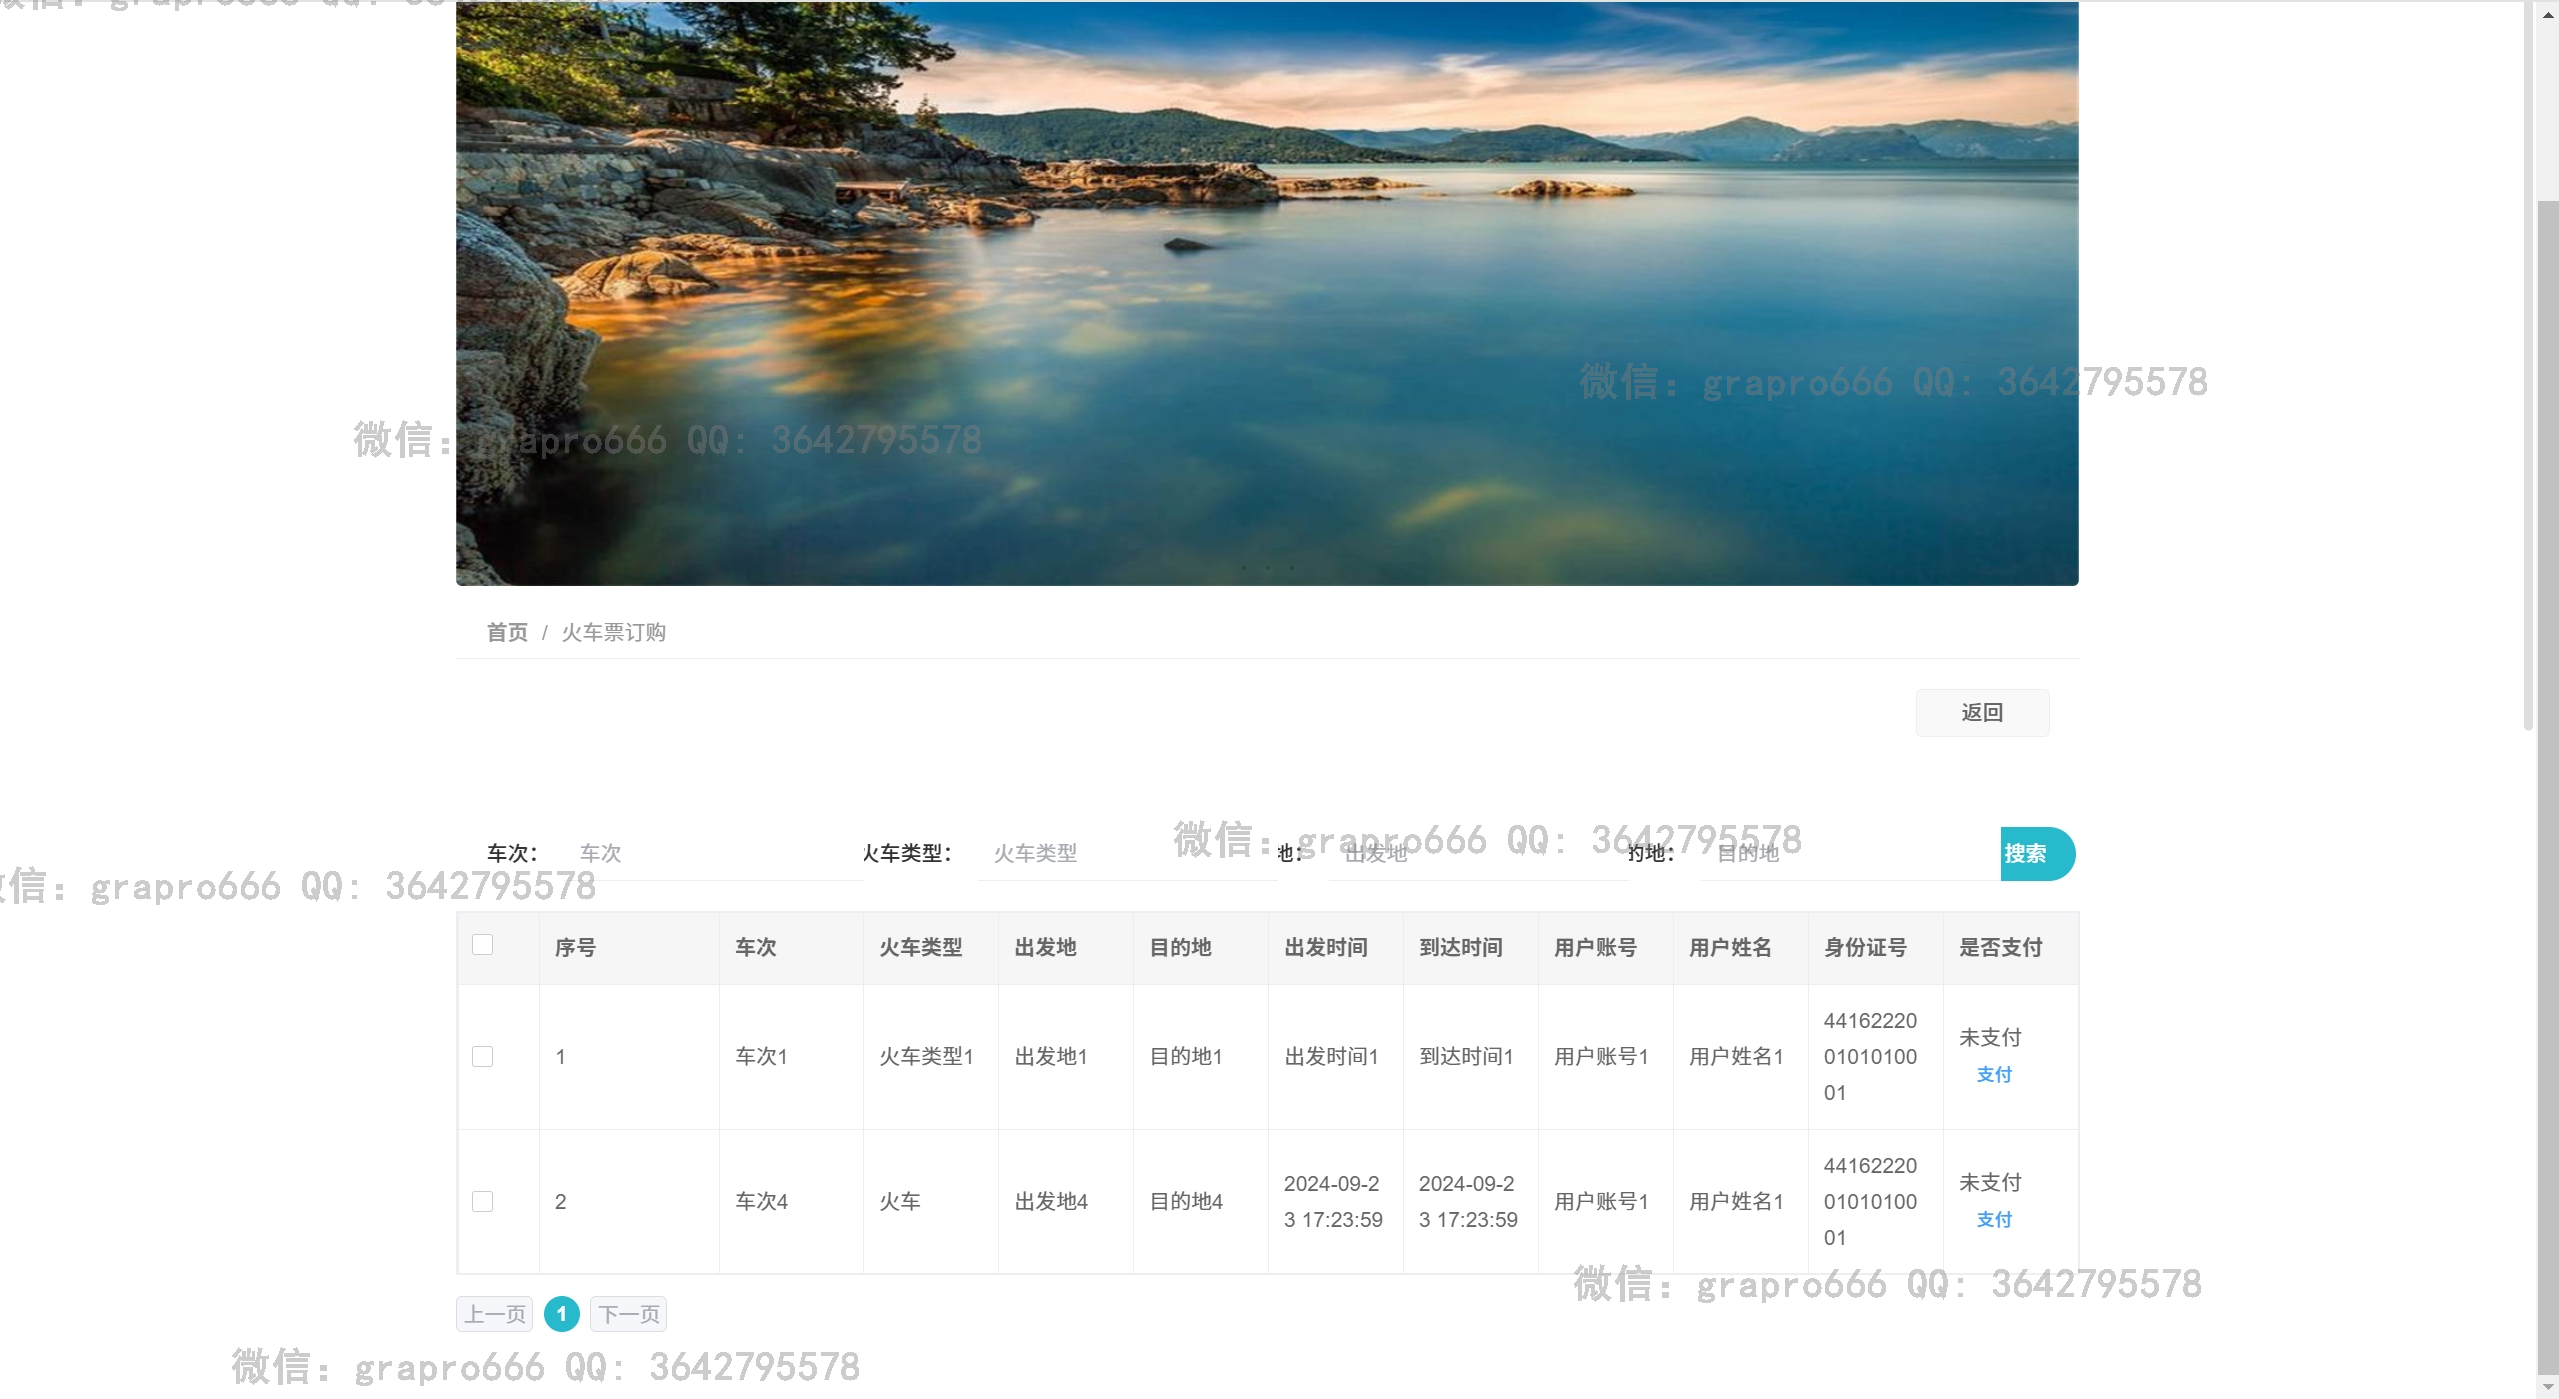 微信: grapro666 QQ: 3642795578
微信: grapro666 QQ: 3642795578
首页 / 火车票订购
返回
微信: grapro666 QQ: 3642795578
车次： 车次 火车类型： 火车类型 地： 出发地 的地： 目的地 搜索
信: grapro666 QQ: 3642795578
序号 车次 火车类型 出发地 目的地 出发时间 到达时间 用户账号 用户姓名 身份证号 是否支付
1 车次1 火车类型1 出发地1 目的地1 出发时间1 到达时间1 用户账号1 用户姓名1 441622200101010001 未支付 支付
2 车次4 火车 出发地4 目的地4 2024-09-23 17:23:59 2024-09-23 17:23:59 用户账号1 用户姓名1 441622200101010001 未支付 支付
微信: grapro666 QQ: 3642795578
上一页 1 下一页
微信: grapro666 QQ: 3642795578